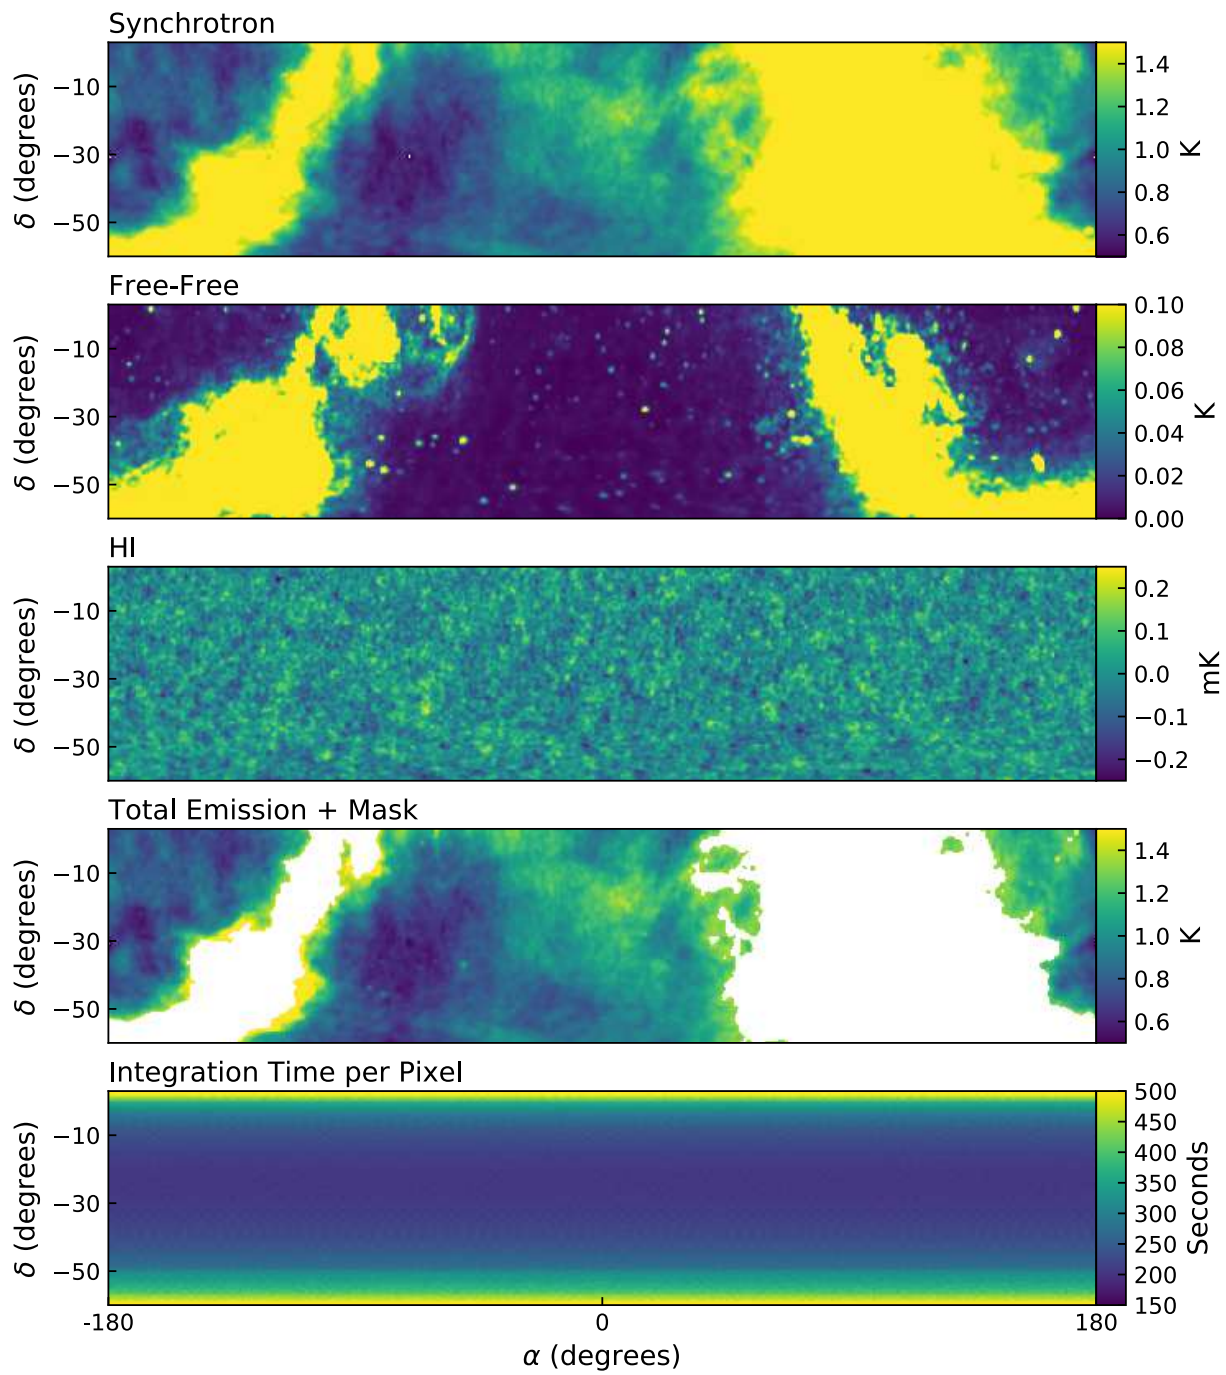 Synchrotron
δ (degrees)
−10
−30
−50
1.4
1.2
1.0
0.8
0.6
K
Free-Free
δ (degrees)
−10
−30
−50
0.10
0.08
0.06
0.04
0.02
0.00
K
HI
δ (degrees)
−10
−30
−50
0.2
0.1
0.0
−0.1
−0.2
mK
Total Emission + Mask
δ (degrees)
−10
−30
−50
1.4
1.2
1.0
0.8
0.6
K
Integration Time per Pixel
δ (degrees)
−10
−30
−50
500
450
400
350
300
250
200
150
Seconds
-180 0 180
α (degrees)